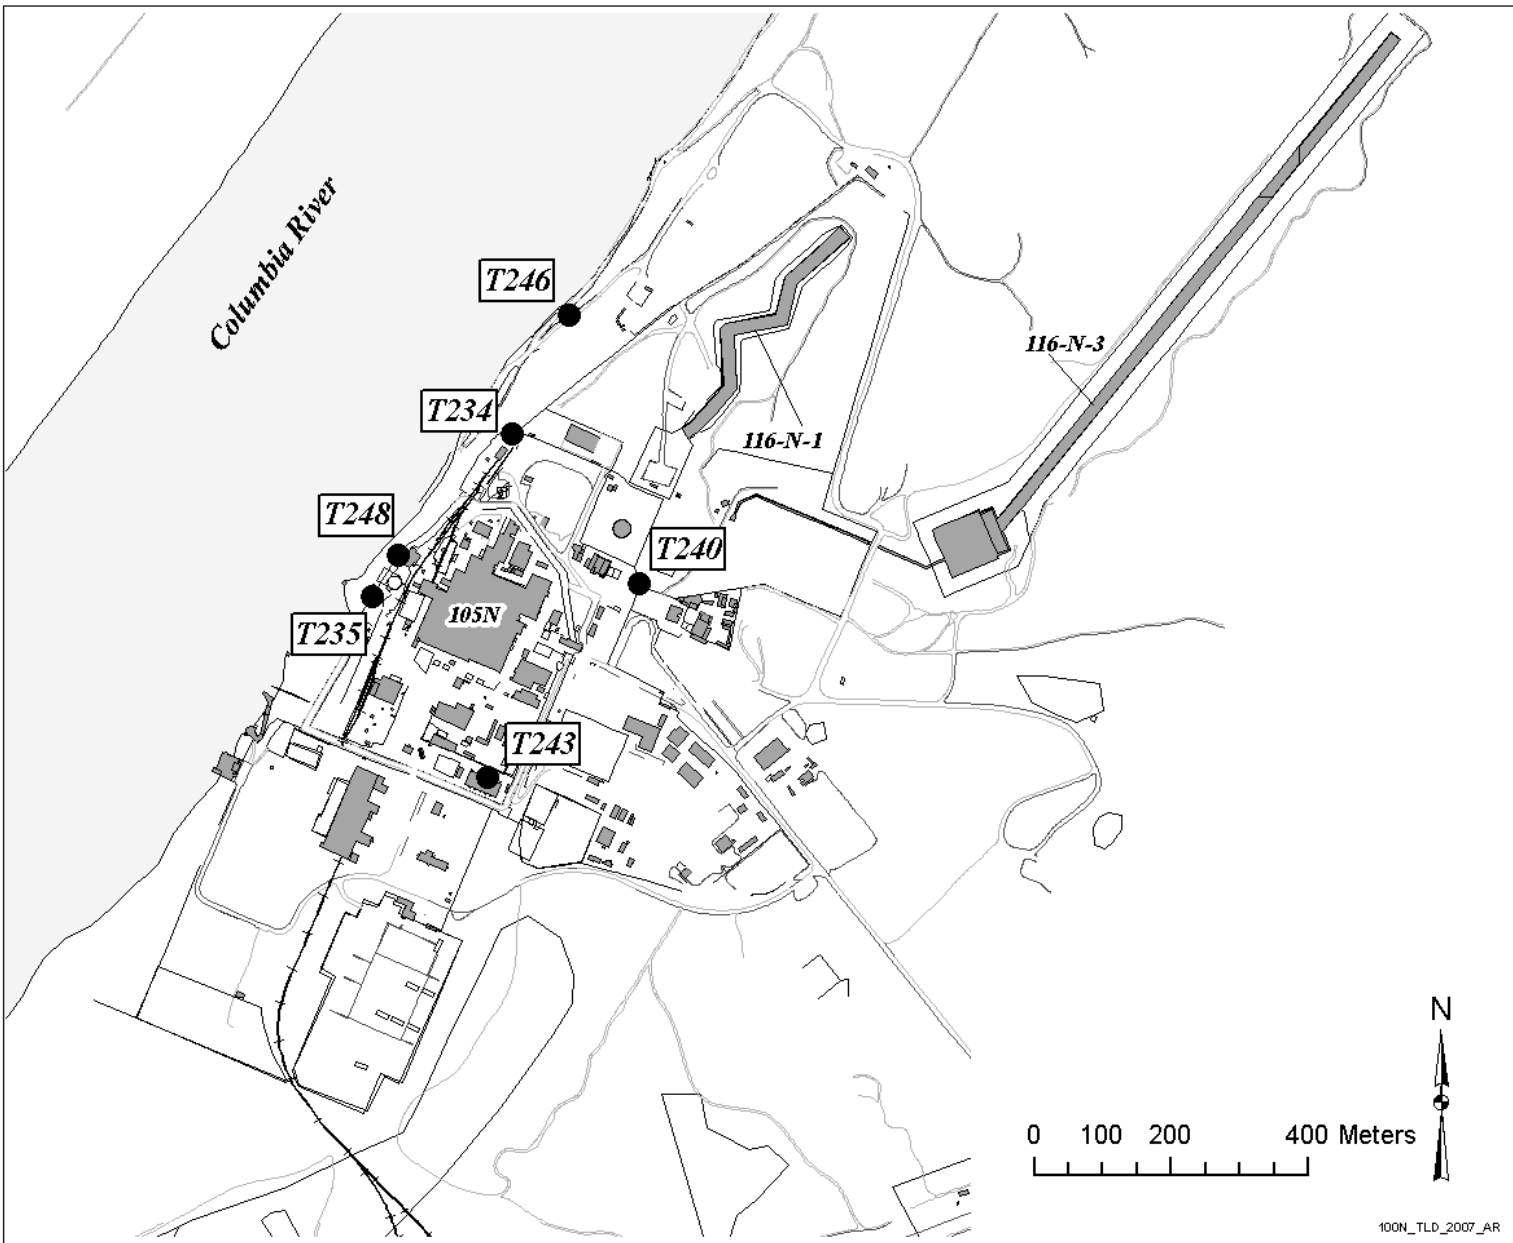 Columbia River
T246
116-N-3
T234
116-N-1
T248
T240
105N
T235
T243
N
0 100 200 400 Meters
100N_TLD_2007_AR